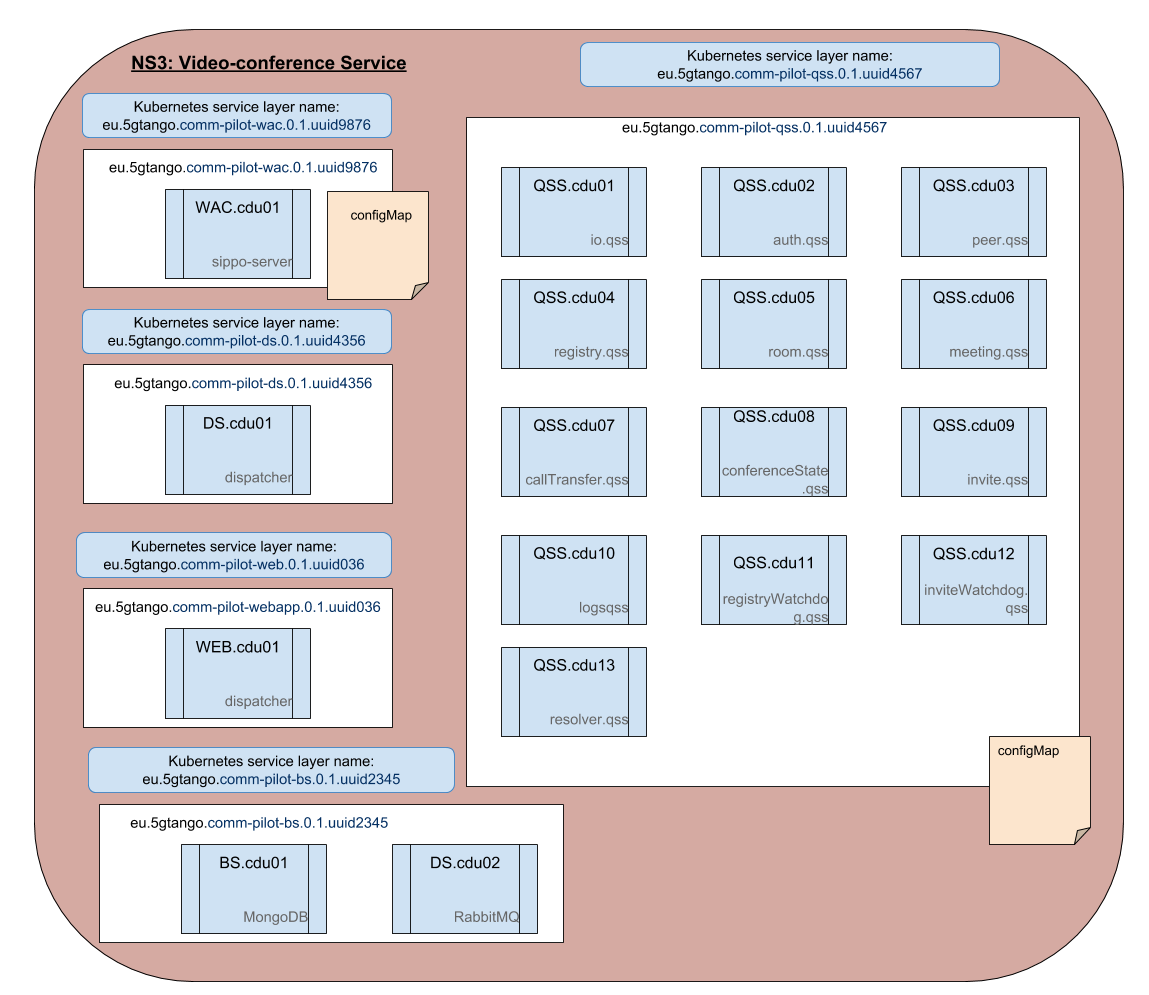 NS3: Video-conference Service
Kubernetes service layer name:
eu.5gtango.comm-pilot-wac.0.1.uuid9876
eu.5gtango.comm-pilot-wac.0.1.uuid9876
WAC.cdu01
sippo-server
configMap
Kubernetes service layer name:
eu.5gtango.comm-pilot-ds.0.1.uuid4356
eu.5gtango.comm-pilot-ds.0.1.uuid4356
DS.cdu01
dispatcher
Kubernetes service layer name:
eu.5gtango.comm-pilot-web.0.1.uuid036
eu.5gtango.comm-pilot-webapp.0.1.uuid036
WEB.cdu01
dispatcher
Kubernetes service layer name:
eu.5gtango.comm-pilot-bs.0.1.uuid2345
eu.5gtango.comm-pilot-bs.0.1.uuid2345
BS.cdu01
MongoDB
DS.cdu02
RabbitMQ
Kubernetes service layer name:
eu.5gtango.comm-pilot-qss.0.1.uuid4567
eu.5gtango.comm-pilot-qss.0.1.uuid4567
QSS.cdu01
io.qss
QSS.cdu02
auth.qss
QSS.cdu03
peer.qss
QSS.cdu04
registry.qss
QSS.cdu05
room.qss
QSS.cdu06
meeting.qss
QSS.cdu07
callTransfer.qss
QSS.cdu08
conferenceState
.qss
QSS.cdu09
invite.qss
QSS.cdu10
logsqss
QSS.cdu11
registryWatchdo
g.qss
QSS.cdu12
inviteWatchdog.
qss
QSS.cdu13
resolver.qss
configMap